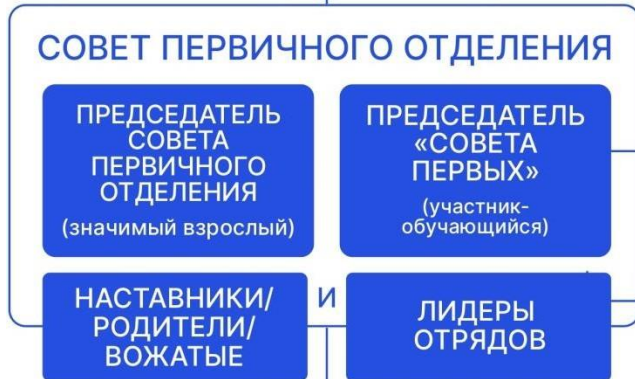 СОВЕТ ПЕРВИЧНОГО ОТДЕЛЕНИЯ
ПРЕДСЕДАТЕЛЬ
СОВЕТА
ПЕРВИЧНОГО
ОТДЕЛЕНИЯ
(значимый взрослый)
ПРЕДСЕДАТЕЛЬ
«СОВЕТА
ПЕРВЫХ»
(участник-
обучающийся)
НАСТАВНИКИ/
РОДИТЕЛИ/
ВОЖАТЫЕ
И
ЛИДЕРЫ
ОТРЯДОВ